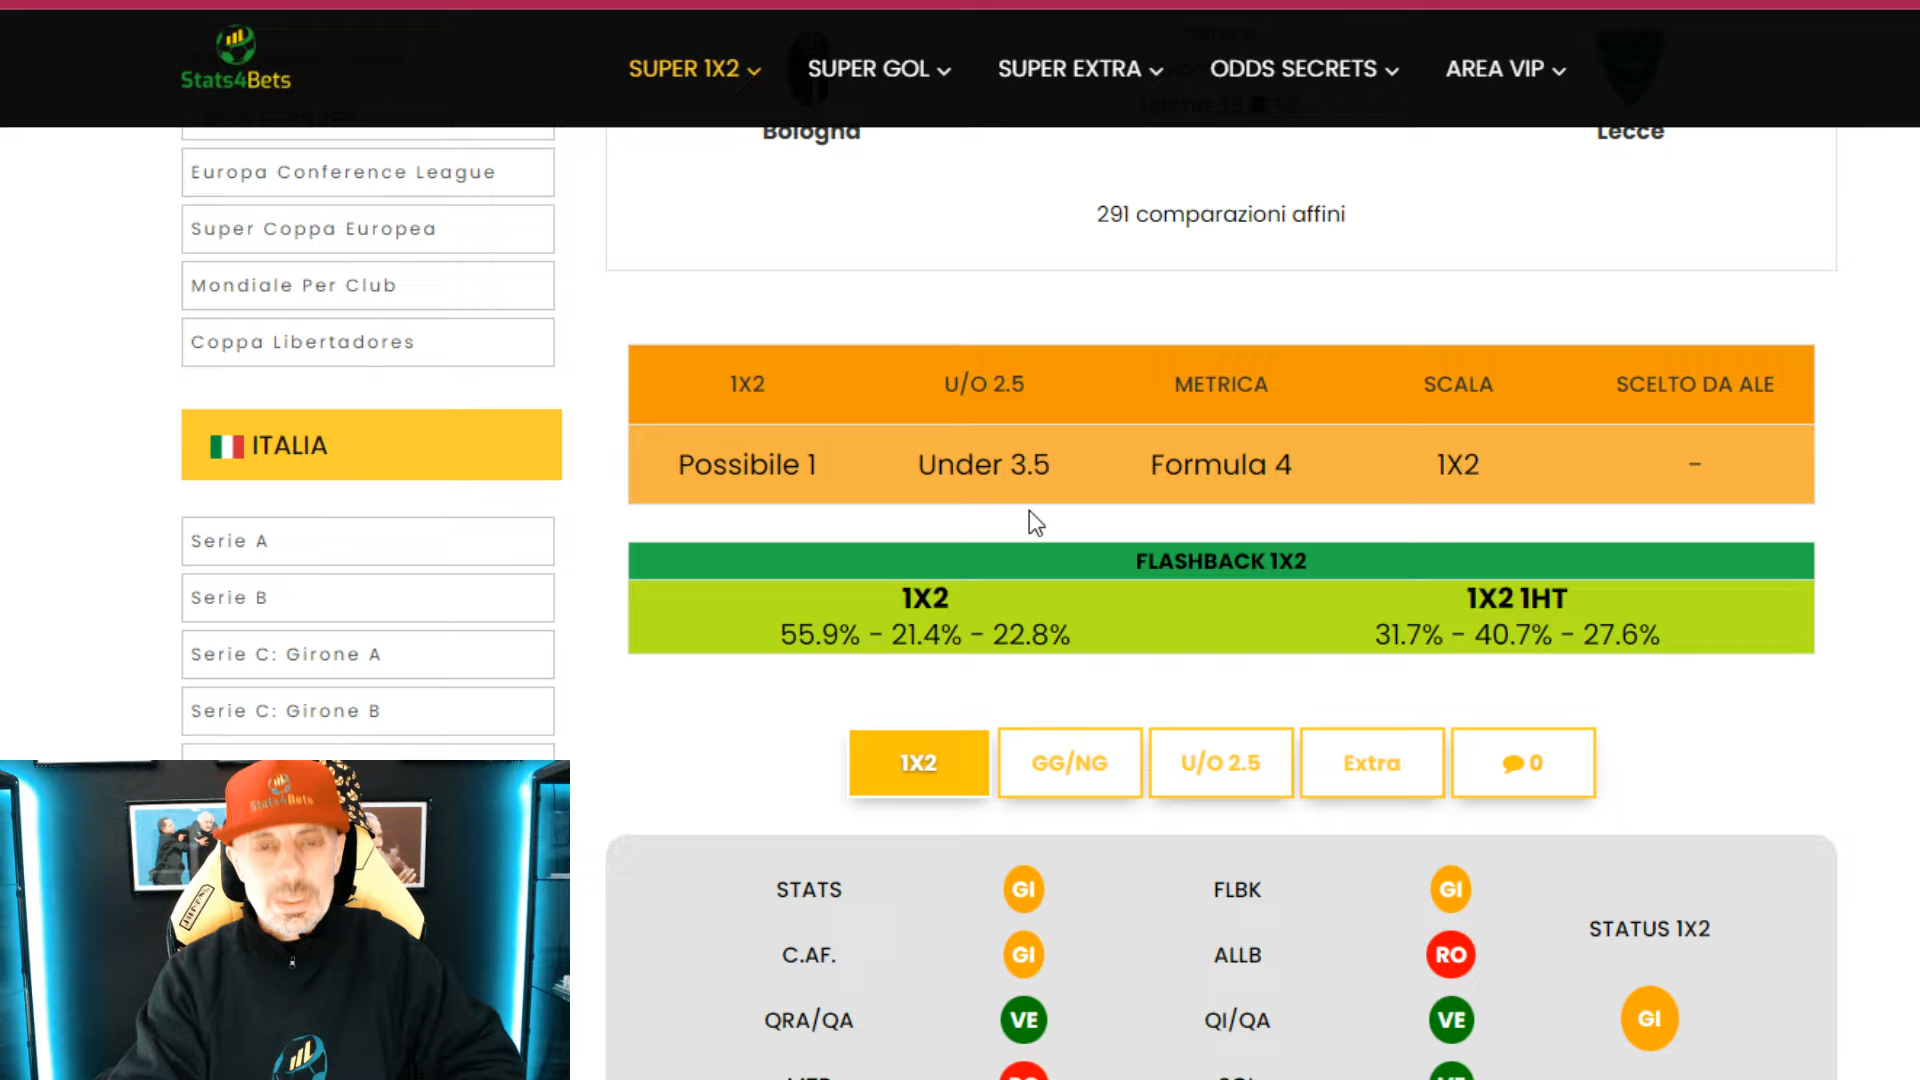 Stats4Bets
SUPER 1X2
SUPER GOL
SUPER EXTRA
ODDS SECRETS
AREA VIP
Bologna
Lecce
291 comparazioni affini
Europa Conference League
Super Coppa Europea
Mondiale Per Club
Coppa Libertadores
ITALIA
Serie A
Serie B
Serie C: Girone A
Serie C: Girone B
1X2 U/O 2.5 METRICA SCALA SCELTO DA ALE
Possibile 1 Under 3.5 Formula 4 1X2 -
FLASHBACK 1X2
1X2 1X2 1HT
55.9% - 21.4% - 22.8% 31.7% - 40.7% - 27.6%
1X2 GG/NG U/O 2.5 Extra 0
STATS GI FLBK GI
STATUS 1X2
C.AF. GI ALLB RO
QRA/QA VE QI/QA VE
GI
Stats4Bets